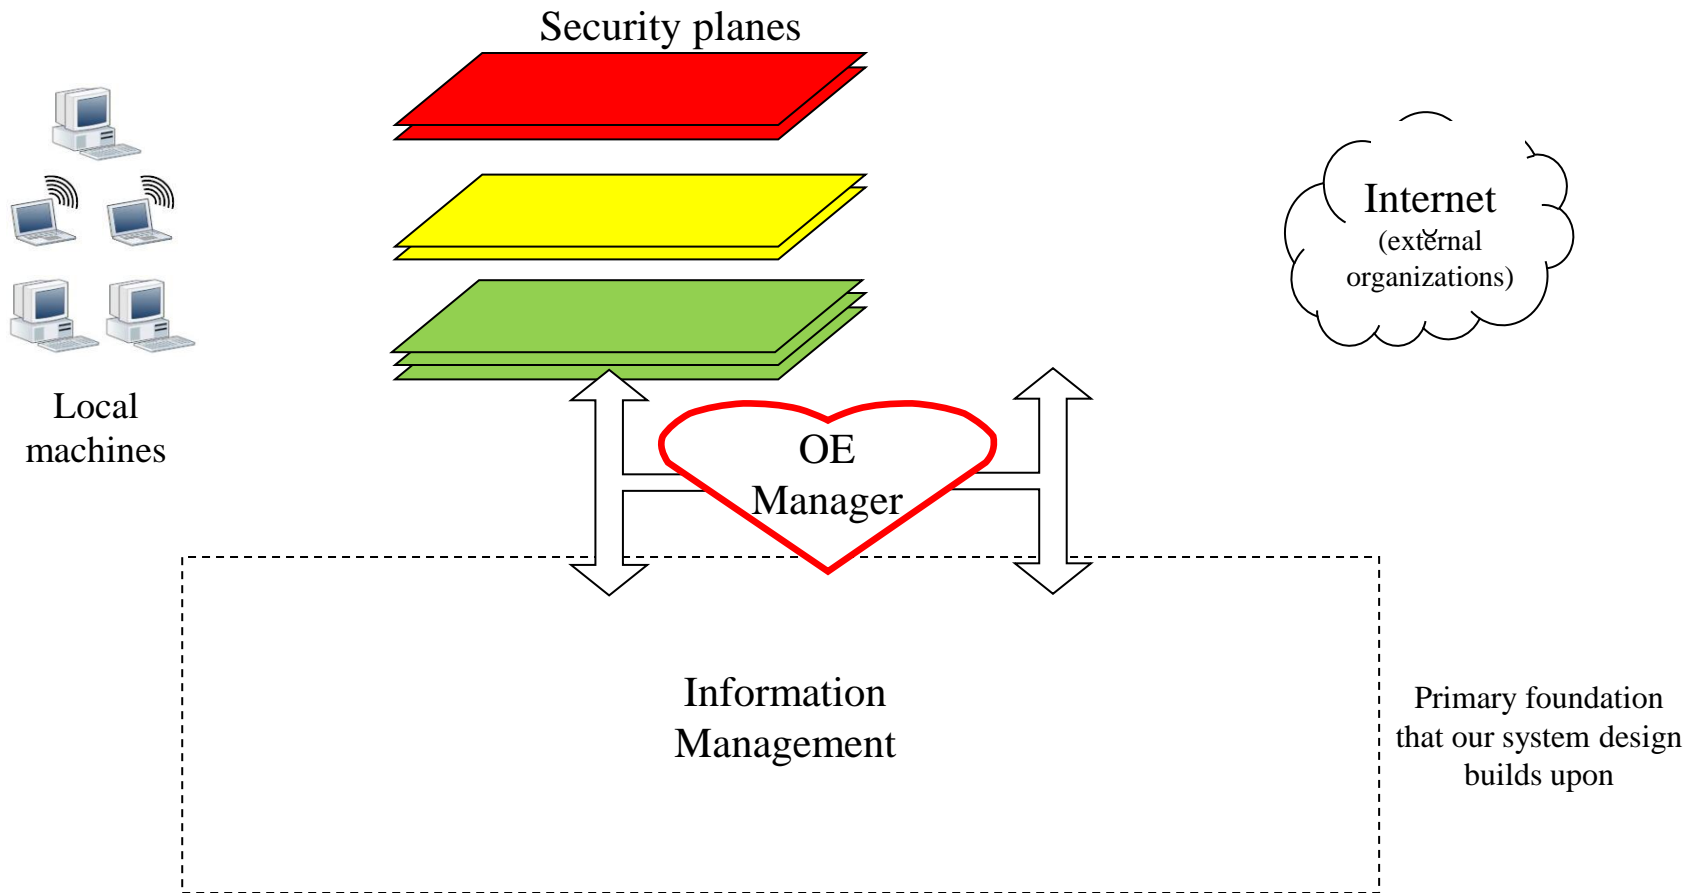 Security planes
Internet
(external
organizations)
Local
machines
OE
Manager
Information
Management
Primary foundation
that our system design
builds upon